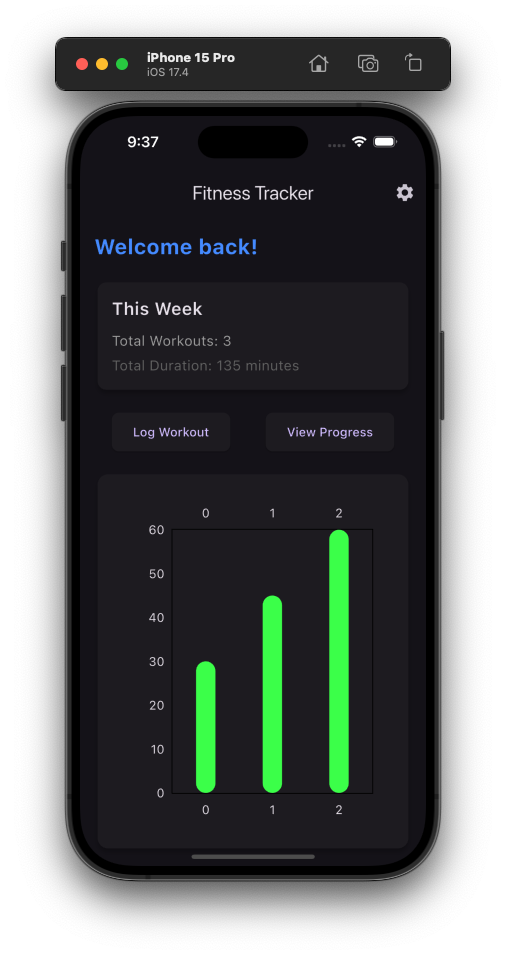 iPhone 15 Pro
iOS 17.4
9:37
Fitness Tracker
Welcome back!
This Week
Total Workouts: 3
Total Duration: 135 minutes
Log Workout View Progress
0 1 2
60
50
40
30
20
10
0
0 1 2